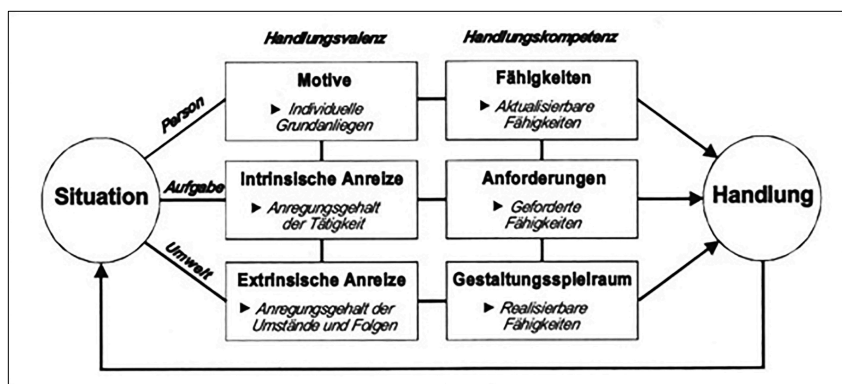 Handlungsvalenz
Handlungskompetenz
Person
Motive
► Individuelle
Grundanliegen
Fähigkeiten
► Aktualisierbare
Fähigkeiten
Situation
Aufgabe
Intrinsische Anreize
► Anregungsgehalt
der Tätigkeit
Anforderungen
► Geforderte
Fähigkeiten
Handlung
Umwelt
Extrinsische Anreize
► Anregungsgehalt der
Umstände und Folgen
Gestaltungsspielraum
► Realisierbare
Fähigkeiten